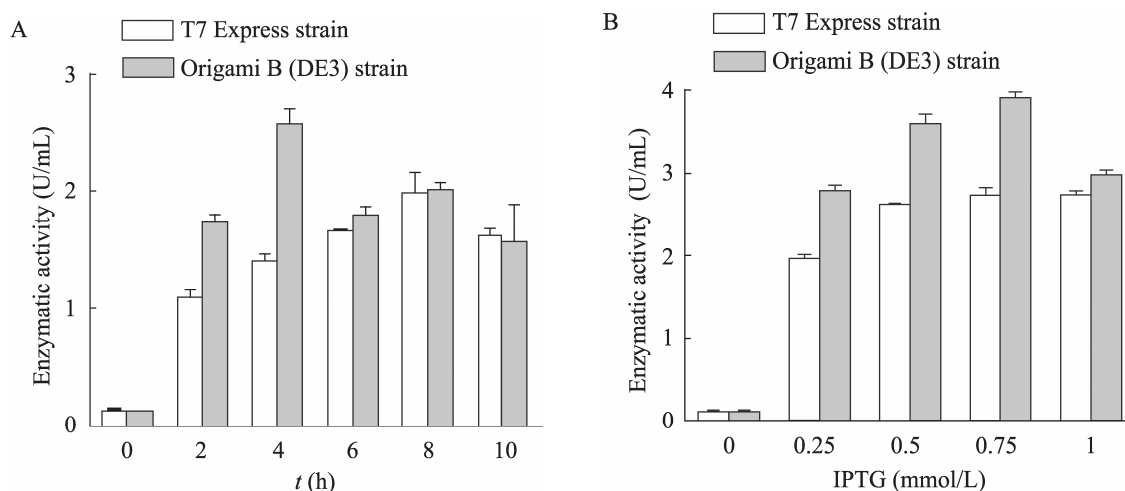 A
T7 Express strain
Origami B (DE3) strain
3
2
1
0
Enzymatic activity (U/mL)
0 2 4 6 8 10
t (h)
B
T7 Express strain
Origami B (DE3) strain
4
3
2
1
0
Enzymatic activity (U/mL)
0 0.25 0.5 0.75 1
IPTG (mmol/L)